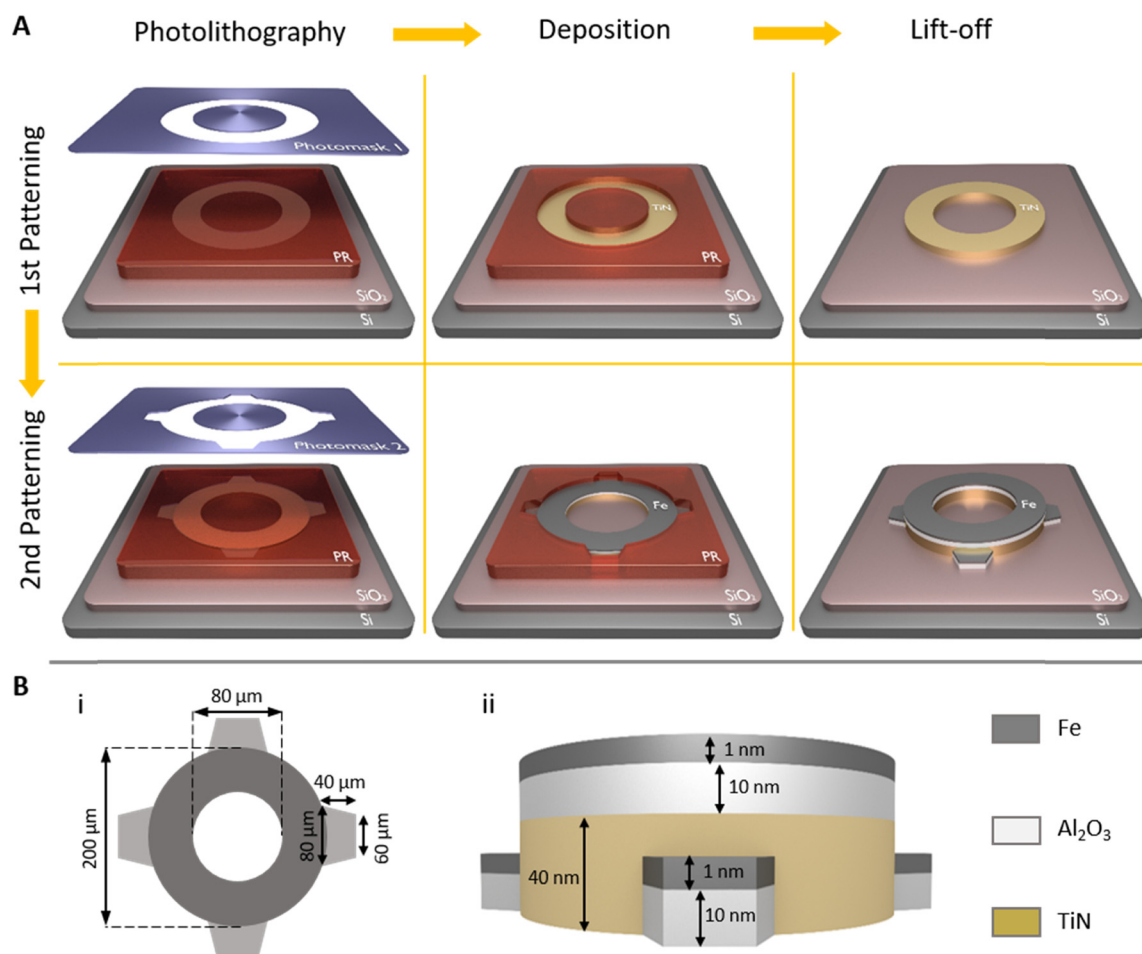 A
Photolithography
Deposition
Lift-off
1st Patterning
Photomask 1
PR
SiO₂
Si
TiN
SiO₂
Si
TiN
SiO₂
Si
2nd Patterning
Photomask 2
PR
SiO₂
Si
Fe
SiO₂
Si
Fe
SiO₂
Si
B
i
80 µm
200 µm
40 µm
80 µm
60 µm
ii
1 nm
10 nm
40 nm
1 nm
10 nm
Fe
Al₂O₃
TiN